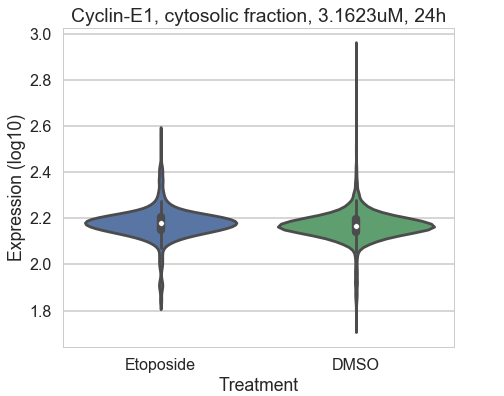 Cyclin-E1, cytosolic fraction, 3.1623uM, 24h
Expression (log10)
3.0
2.8
2.6
2.4
2.2
2.0
1.8
Etoposide DMSO
Treatment